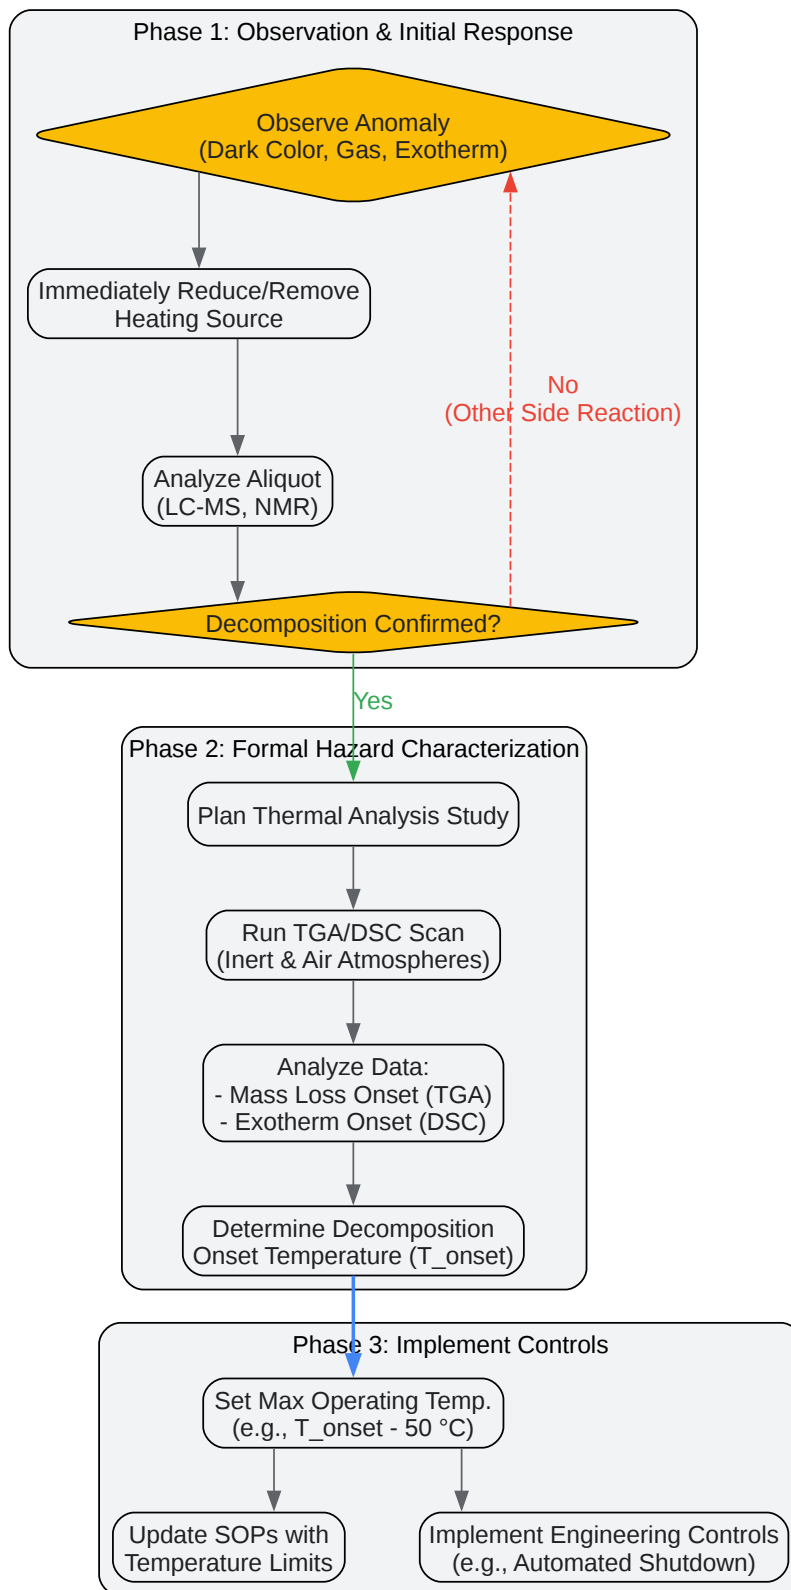 Phase 1: Observation & Initial Response
Observe Anomaly
(Dark Color, Gas, Exotherm)
Immediately Reduce/Remove
Heating Source
No
(Other Side Reaction)
Analyze Aliquot
(LC-MS, NMR)
Decomposition Confirmed?
Yes
Phase 2: Formal Hazard Characterization
Plan Thermal Analysis Study
Run TGA/DSC Scan
(Inert & Air Atmospheres)
Analyze Data:
- Mass Loss Onset (TGA)
- Exotherm Onset (DSC)
Determine Decomposition
Onset Temperature (T_onset)
Phase 3: Implement Controls
Set Max Operating Temp.
(e.g., T_onset - 50 °C)
Update SOPs with
Temperature Limits
Implement Engineering Controls
(e.g., Automated Shutdown)